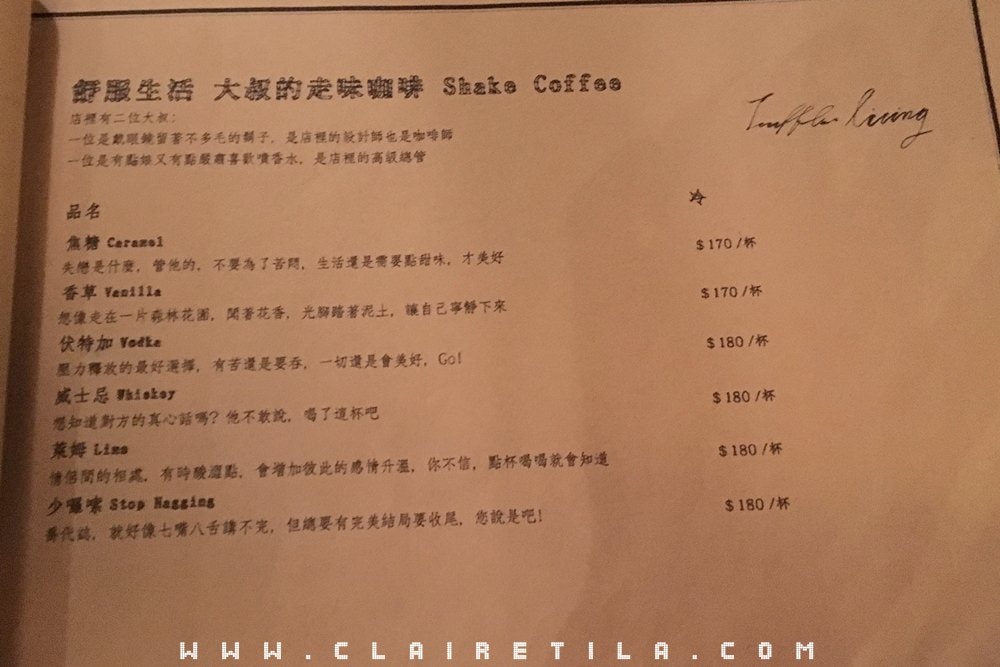 舒服生活 大叔的走味咖啡 Shake Coffee
Truffles living
店裡有二位大叔:
一位是戴眼鏡留著不多毛的鬍子, 是店裡的設計師也是咖啡師
一位是有點娘又有點嚴肅喜歡噴香水, 是店裡的高級總管
品名 冷
焦糖 Caramel $170 /杯
失戀是什麼, 管他的, 不要為了苦悶, 生活還是需要點甜味, 才美好
香草 Vanilla $170 /杯
想像走在一片森林花園, 聞著花香, 光腳踏著泥土, 讓自己寧靜下來
伏特加 Vodka $180 /杯
壓力釋放的最好選擇, 有苦還是要吞, 一切還是會美好, Go!
威士忌 Whiskey $180 /杯
想知道對方的真心話嗎? 他不敢說, 喝了這杯吧
萊姆 Lime $180 /杯
情侶間的相處, 有時酸澀點, 會增加彼此的感情升溫, 你不信, 點杯喝喝就會知道
少囉嗦 Stop Nagging $180 /杯
舊代誌, 就好像七嘴八舌講不完, 但總要有完美結局要收尾, 您說是吧!
WWW.CLAIRETILA.COM